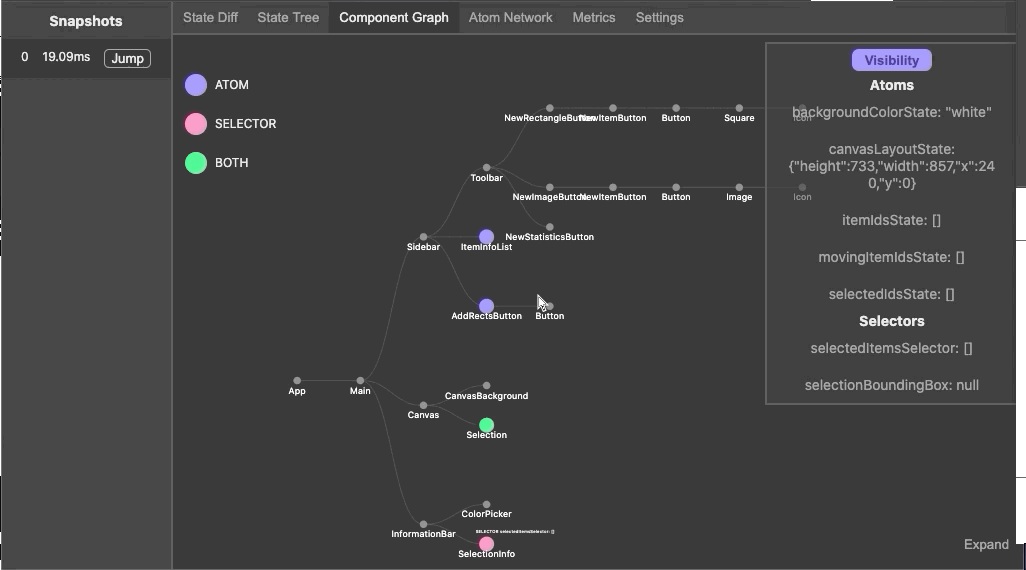 Snapshots
0 19.09ms Jump
State Diff State Tree Component Graph Atom Network Metrics Settings
ATOM
SELECTOR
BOTH
NewRectangleButton NewItemButton Button Square Icon
Toolbar
NewImageButton NewItemButton Button Image Icon
NewStatisticsButton
Sidebar ItemInfoList
AddRectsButton Button
App Main
CanvasBackground
Canvas
Selection
ColorPicker
InformationBar
SELECTOR selectedItemsSelector: []
SelectionInfo
Visibility
Atoms
backgroundColorState: "white"
canvasLayoutState:
{"height":733,"width":857,"x":24
0,"y":0}
itemIdsState: []
movingItemIdsState: []
selectedIdsState: []
Selectors
selectedItemsSelector: []
selectionBoundingBox: null
Expand